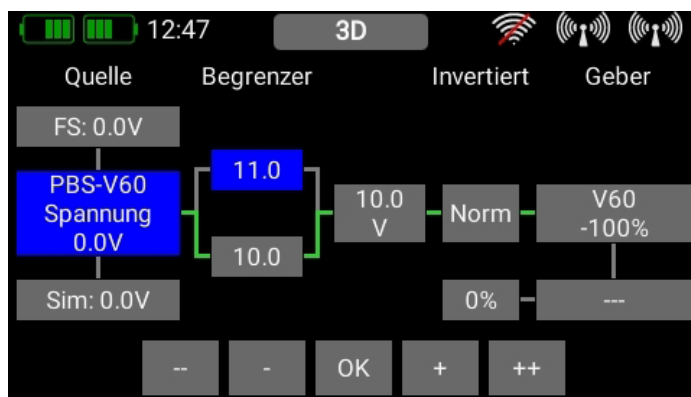 12:47
3D
Quelle Begrenzer Invertiert Geber
FS: 0.0V
PBS-V60
Spannung
0.0V
11.0
10.0
10.0
V
Norm
V60
-100%
Sim: 0.0V
0%
---
--
-
OK
+
++